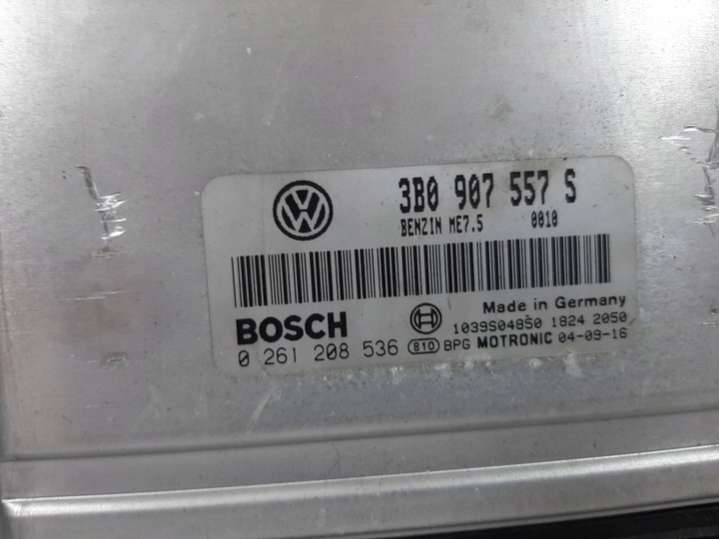 3B0 907 557 S
BENZIN ME7.5 0010
BOSCH
Made in Germany
1039S04850 1824 2050
0 261 208 536 810 BPG MOTRONIC 04-09-16